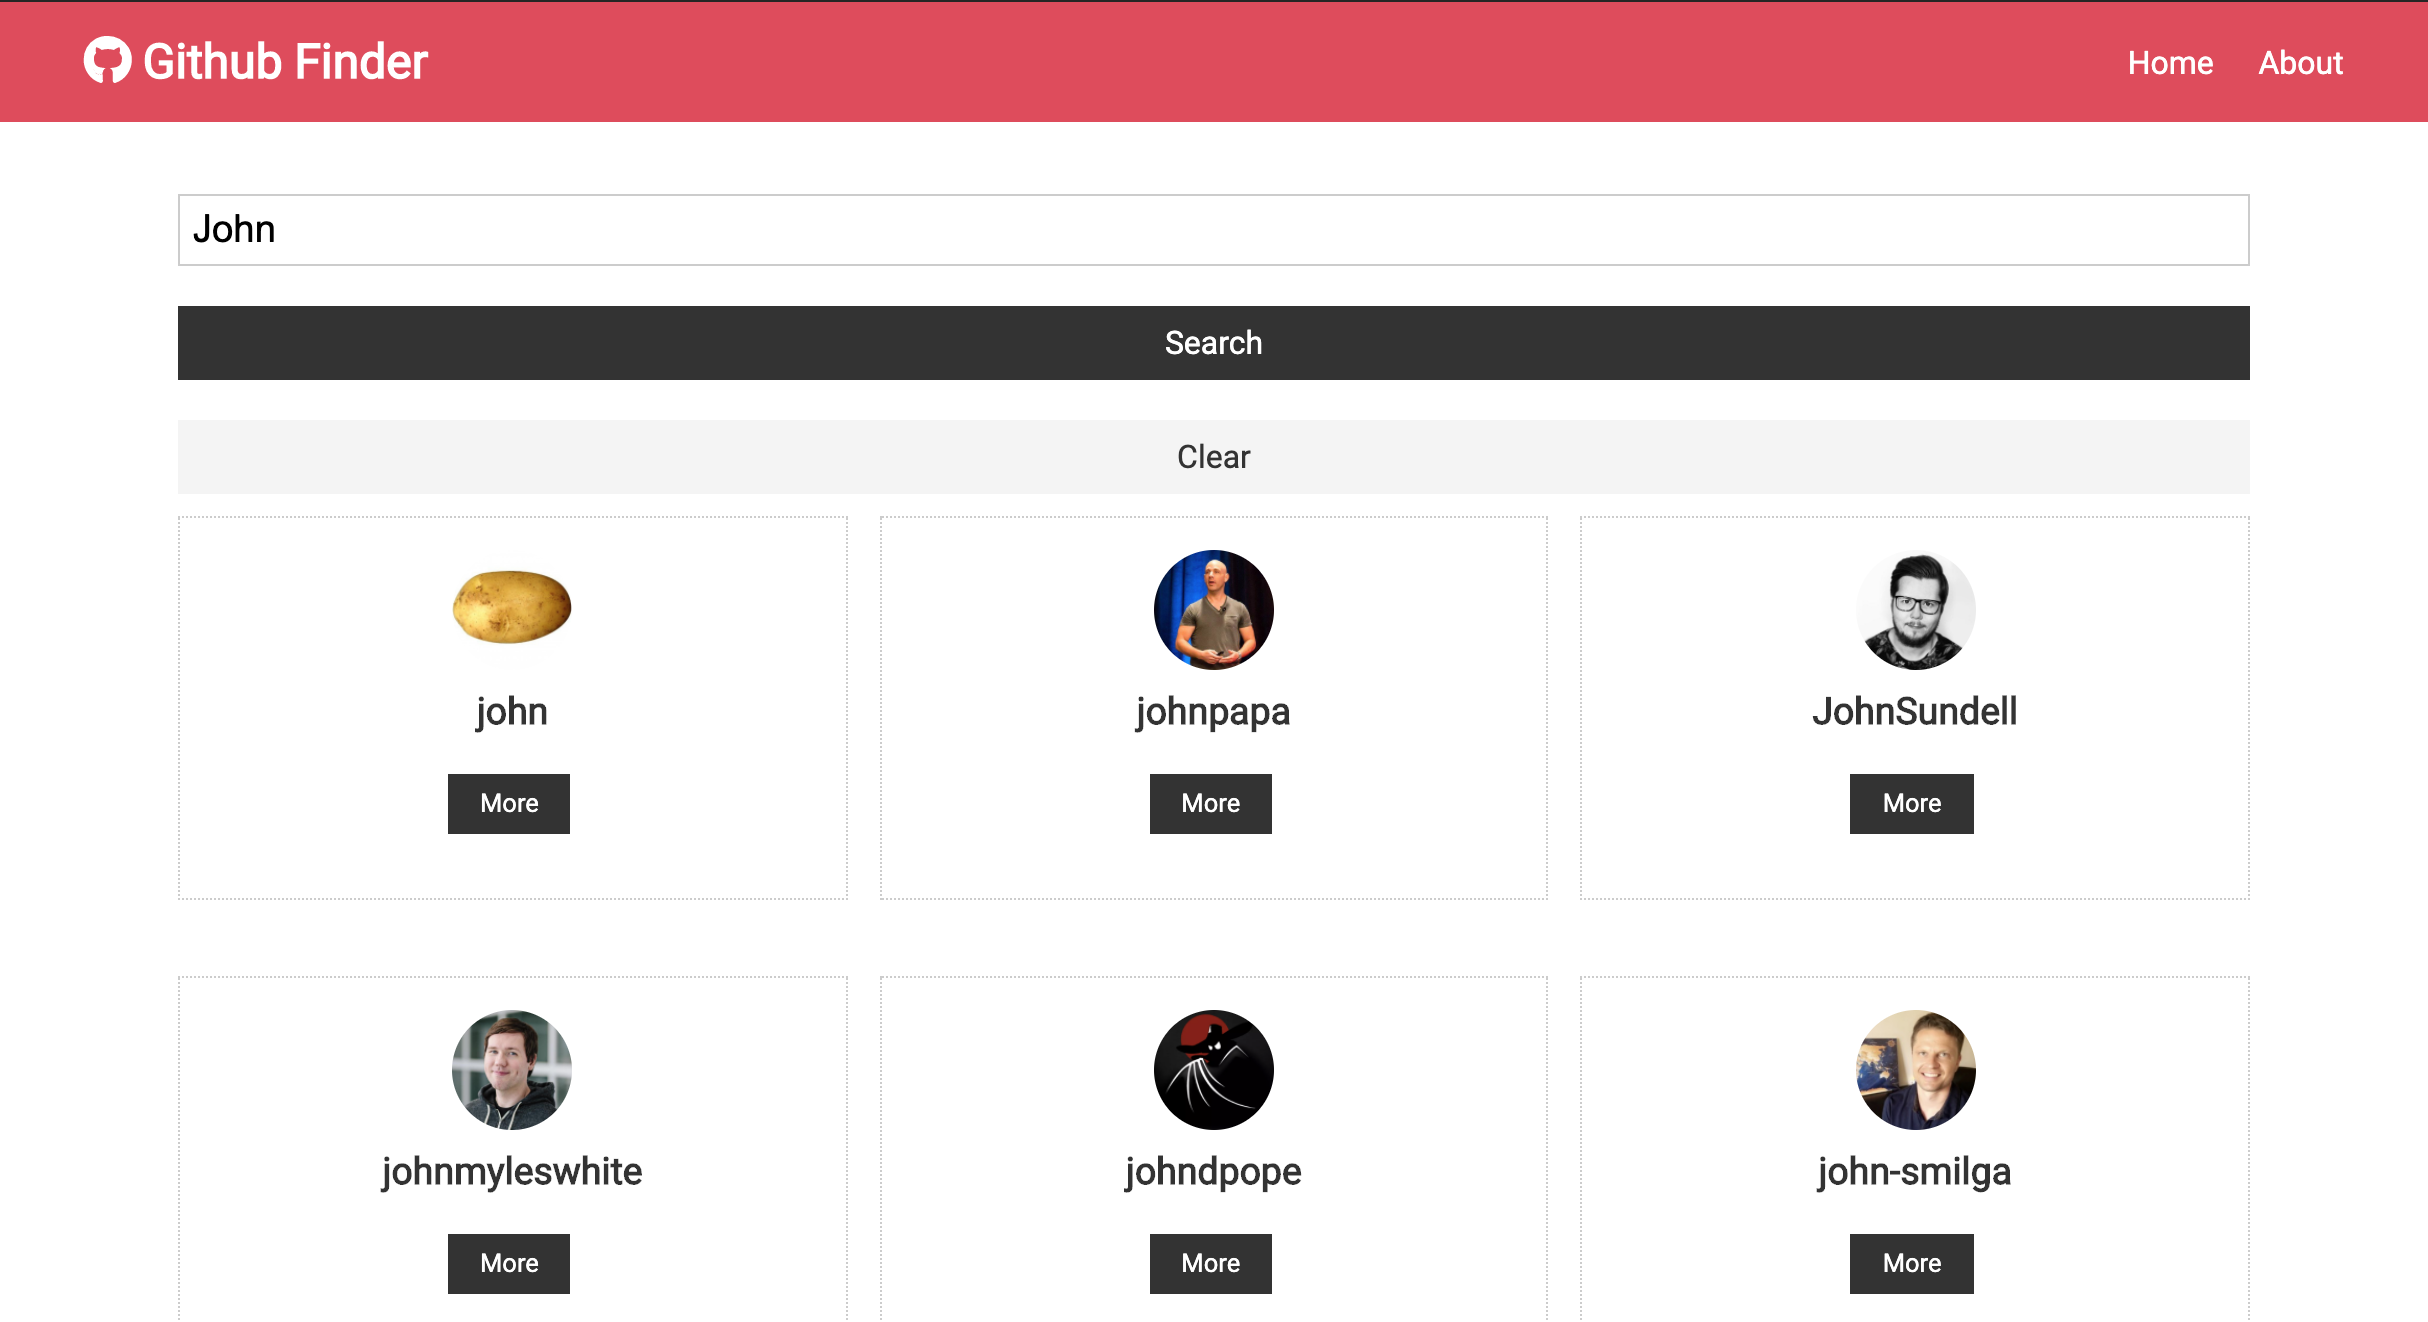 Github Finder Home About
John
Search
Clear
john johnpapa JohnSundell
More More More
johnmyleswhite johndpope john-smilga
More More More